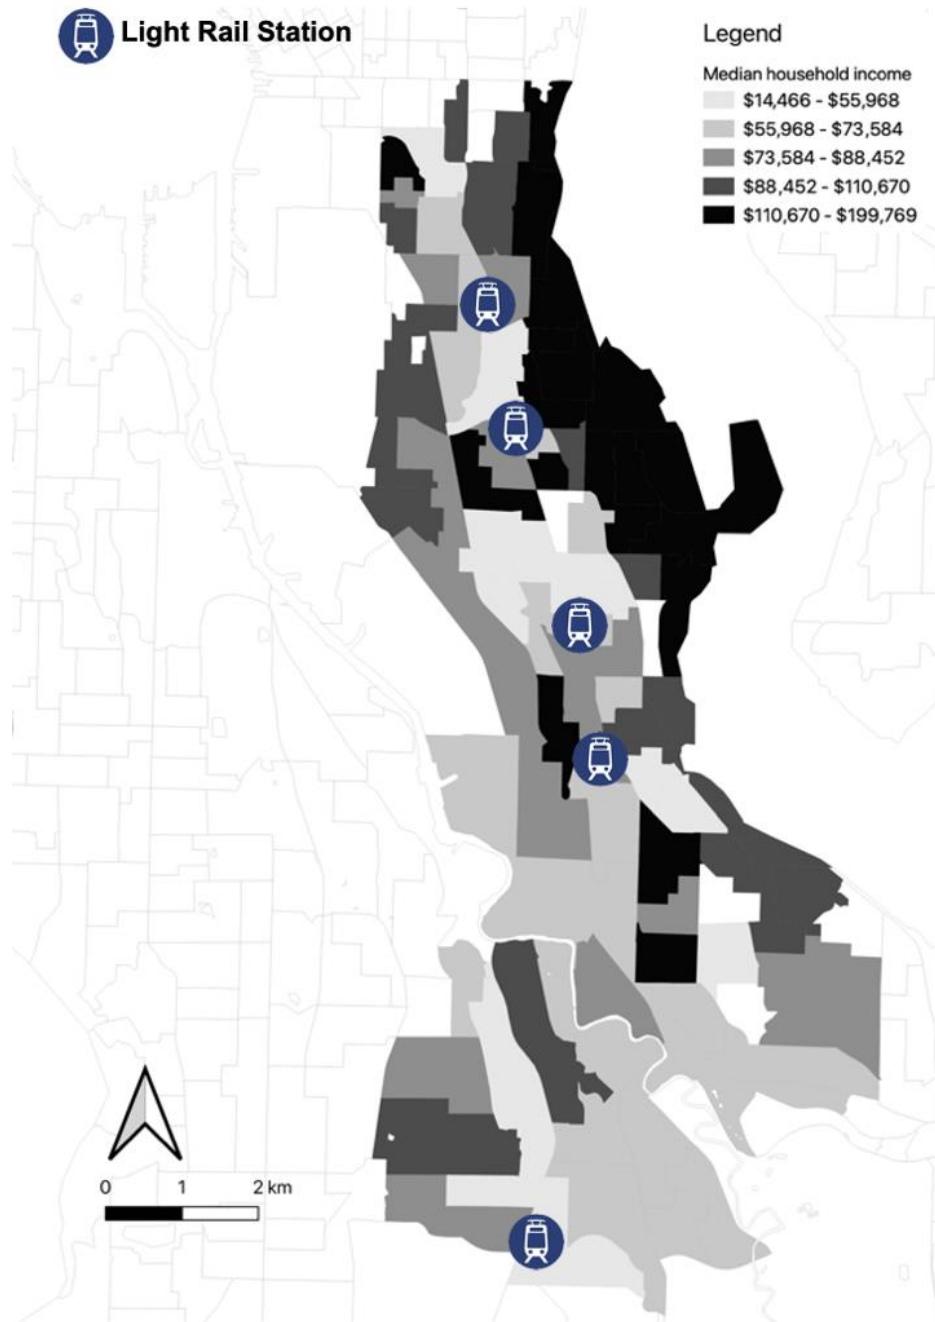 Light Rail Station
Legend
Median household income
$14,466 - $55,968
$55,968 - $73,584
$73,584 - $88,452
$88,452 - $110,670
$110,670 - $199,769
0 1 2 km